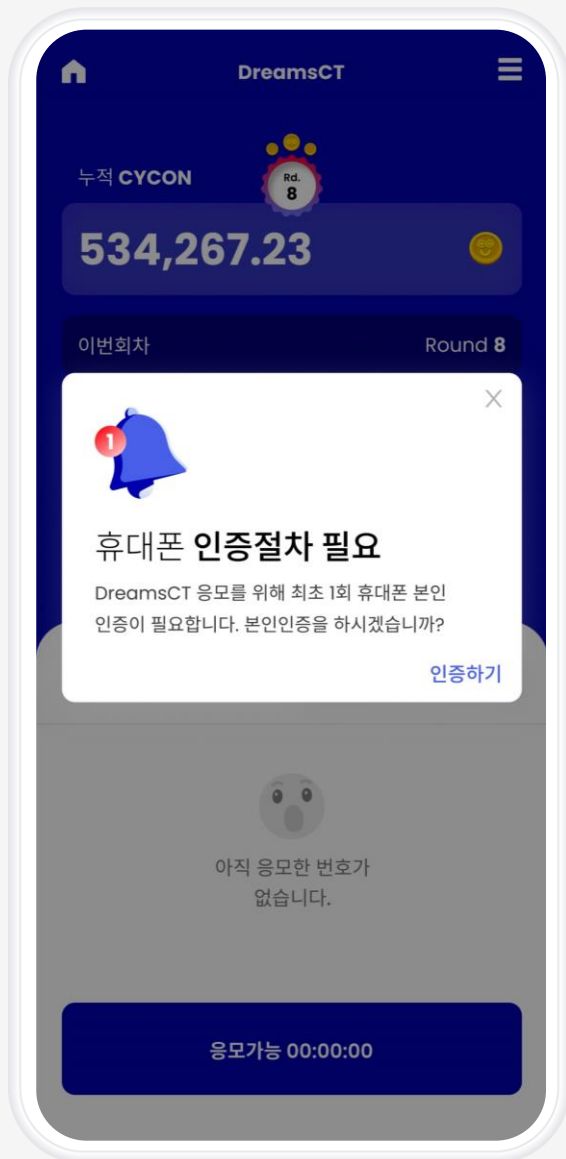 DreamsCT
누적 CYCON
Rd.
8
534,267.23
이번회차 Round 8
1
휴대폰 인증절차 필요
DreamsCT 응모를 위해 최초 1회 휴대폰 본인
인증이 필요합니다. 본인인증을 하시겠습니까?
인증하기
아직 응모한 번호가
없습니다.
응모가능 00:00:00